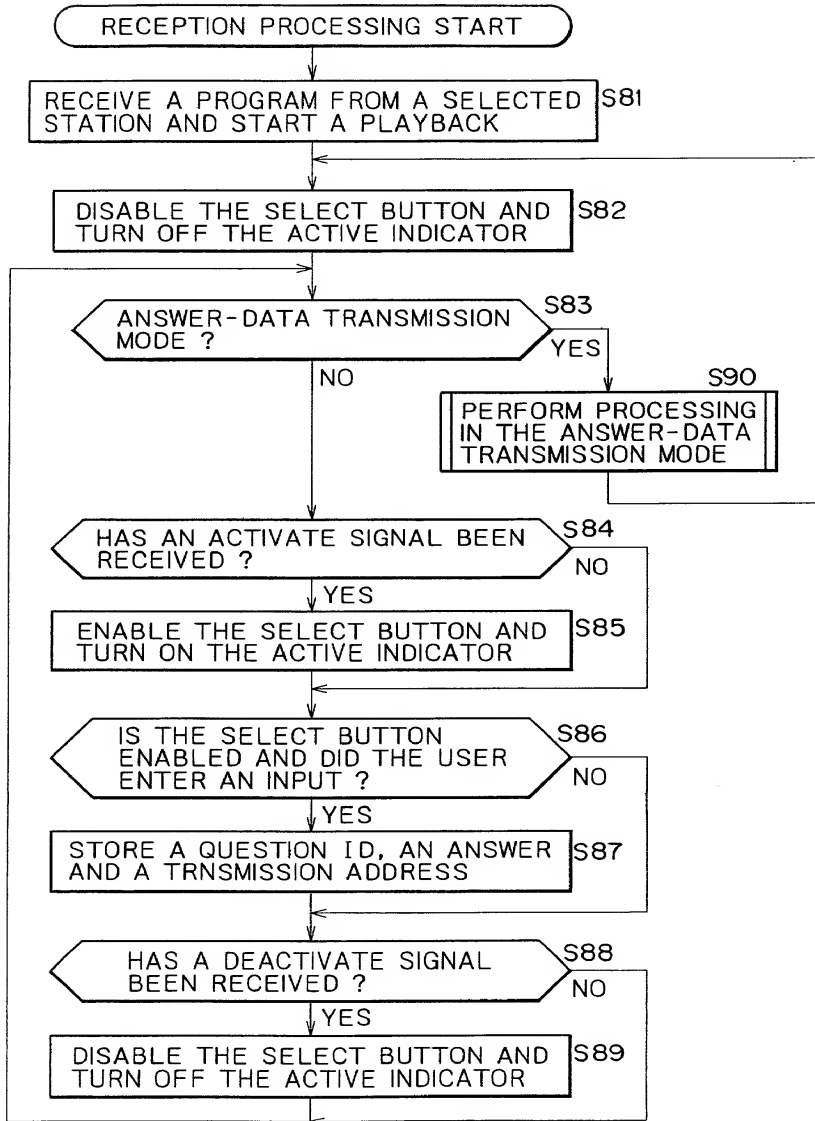 RECEPTION PROCESSING START
RECEIVE A PROGRAM FROM A SELECTED
STATION AND START A PLAYBACK
S81
DISABLE THE SELECT BUTTON AND
TURN OFF THE ACTIVE INDICATOR
S82
ANSWER-DATA TRANSMISSION
MODE ?
S83
YES
NO
S90
PERFORM PROCESSING
IN THE ANSWER-DATA
TRANSMISSION MODE
HAS AN ACTIVATE SIGNAL BEEN
RECEIVED ?
S84
NO
YES
ENABLE THE SELECT BUTTON AND
TURN ON THE ACTIVE INDICATOR
S85
IS THE SELECT BUTTON
ENABLED AND DID THE USER
ENTER AN INPUT ?
S86
NO
YES
STORE A QUESTION ID, AN ANSWER
AND A TRNSMISSION ADDRESS
S87
HAS A DEACTIVATE SIGNAL
BEEN RECEIVED ?
S88
NO
YES
DISABLE THE SELECT BUTTON AND
TURN OFF THE ACTIVE INDICATOR
S89